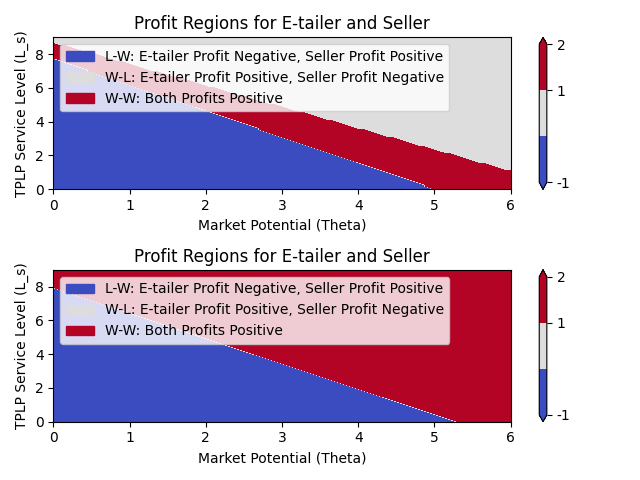 Profit Regions for E-tailer and Seller
TPLP Service Level (L_s)
8
6
4
2
0
L-W: E-tailer Profit Negative, Seller Profit Positive
W-L: E-tailer Profit Positive, Seller Profit Negative
W-W: Both Profits Positive
2
1
-1
0 1 2 3 4 5 6
Market Potential (Theta)
Profit Regions for E-tailer and Seller
TPLP Service Level (L_s)
8
6
4
2
0
L-W: E-tailer Profit Negative, Seller Profit Positive
W-L: E-tailer Profit Positive, Seller Profit Negative
W-W: Both Profits Positive
2
1
-1
0 1 2 3 4 5 6
Market Potential (Theta)